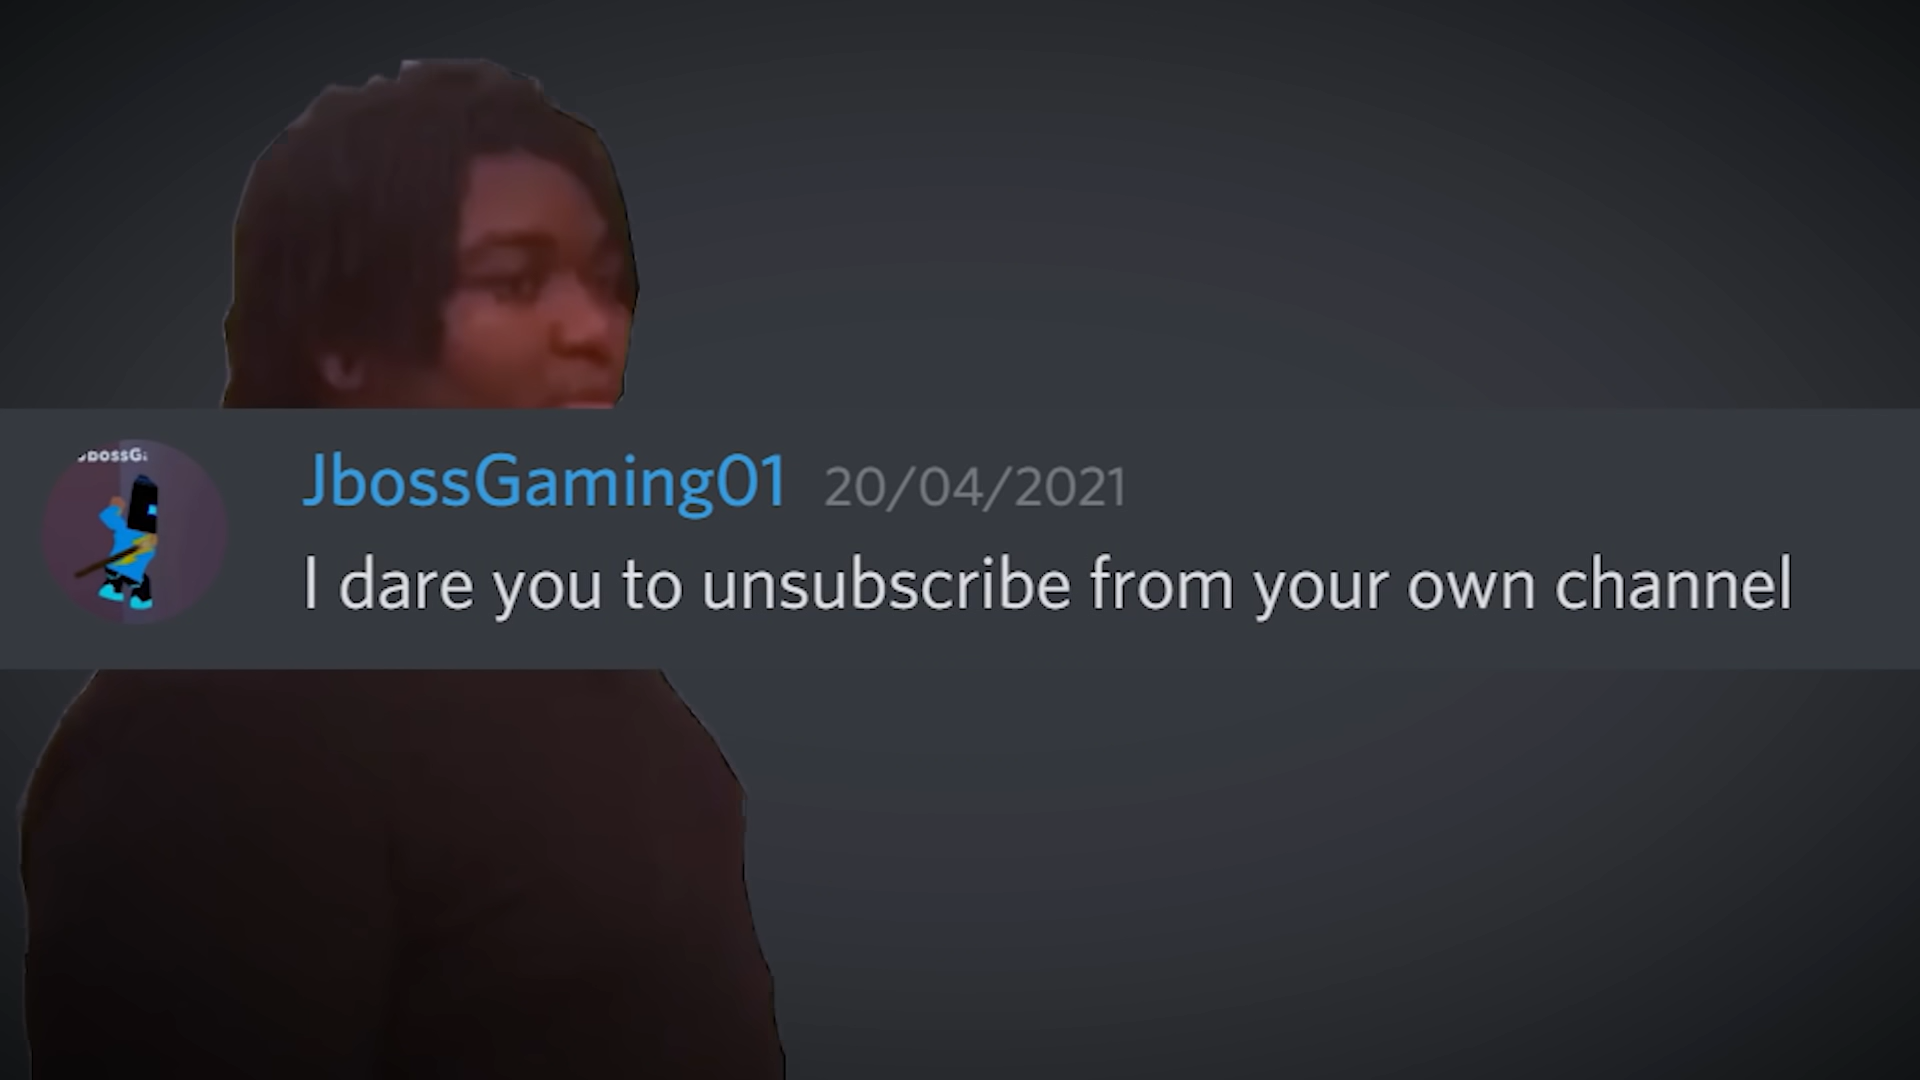 JbossGaming01 20/04/2021
I dare you to unsubscribe from your own channel